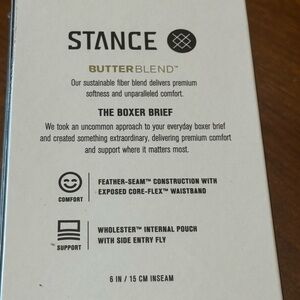 STANCE
BUTTERBLEND™
Our sustainable fiber blend delivers premium
softness and unparalleled comfort.
THE BOXER BRIEF
We took an uncommon approach to your everyday boxer brief
and created something extraordinary, delivering premium comfort
and support where it matters most.
COMFORT
FEATHER-SEAM™ CONSTRUCTION WITH
EXPOSED CORE-FLEX™ WAISTBAND
SUPPORT
WHOLESTER™ INTERNAL POUCH
WITH SIDE ENTRY FLY
6 IN / 15 CM INSEAM